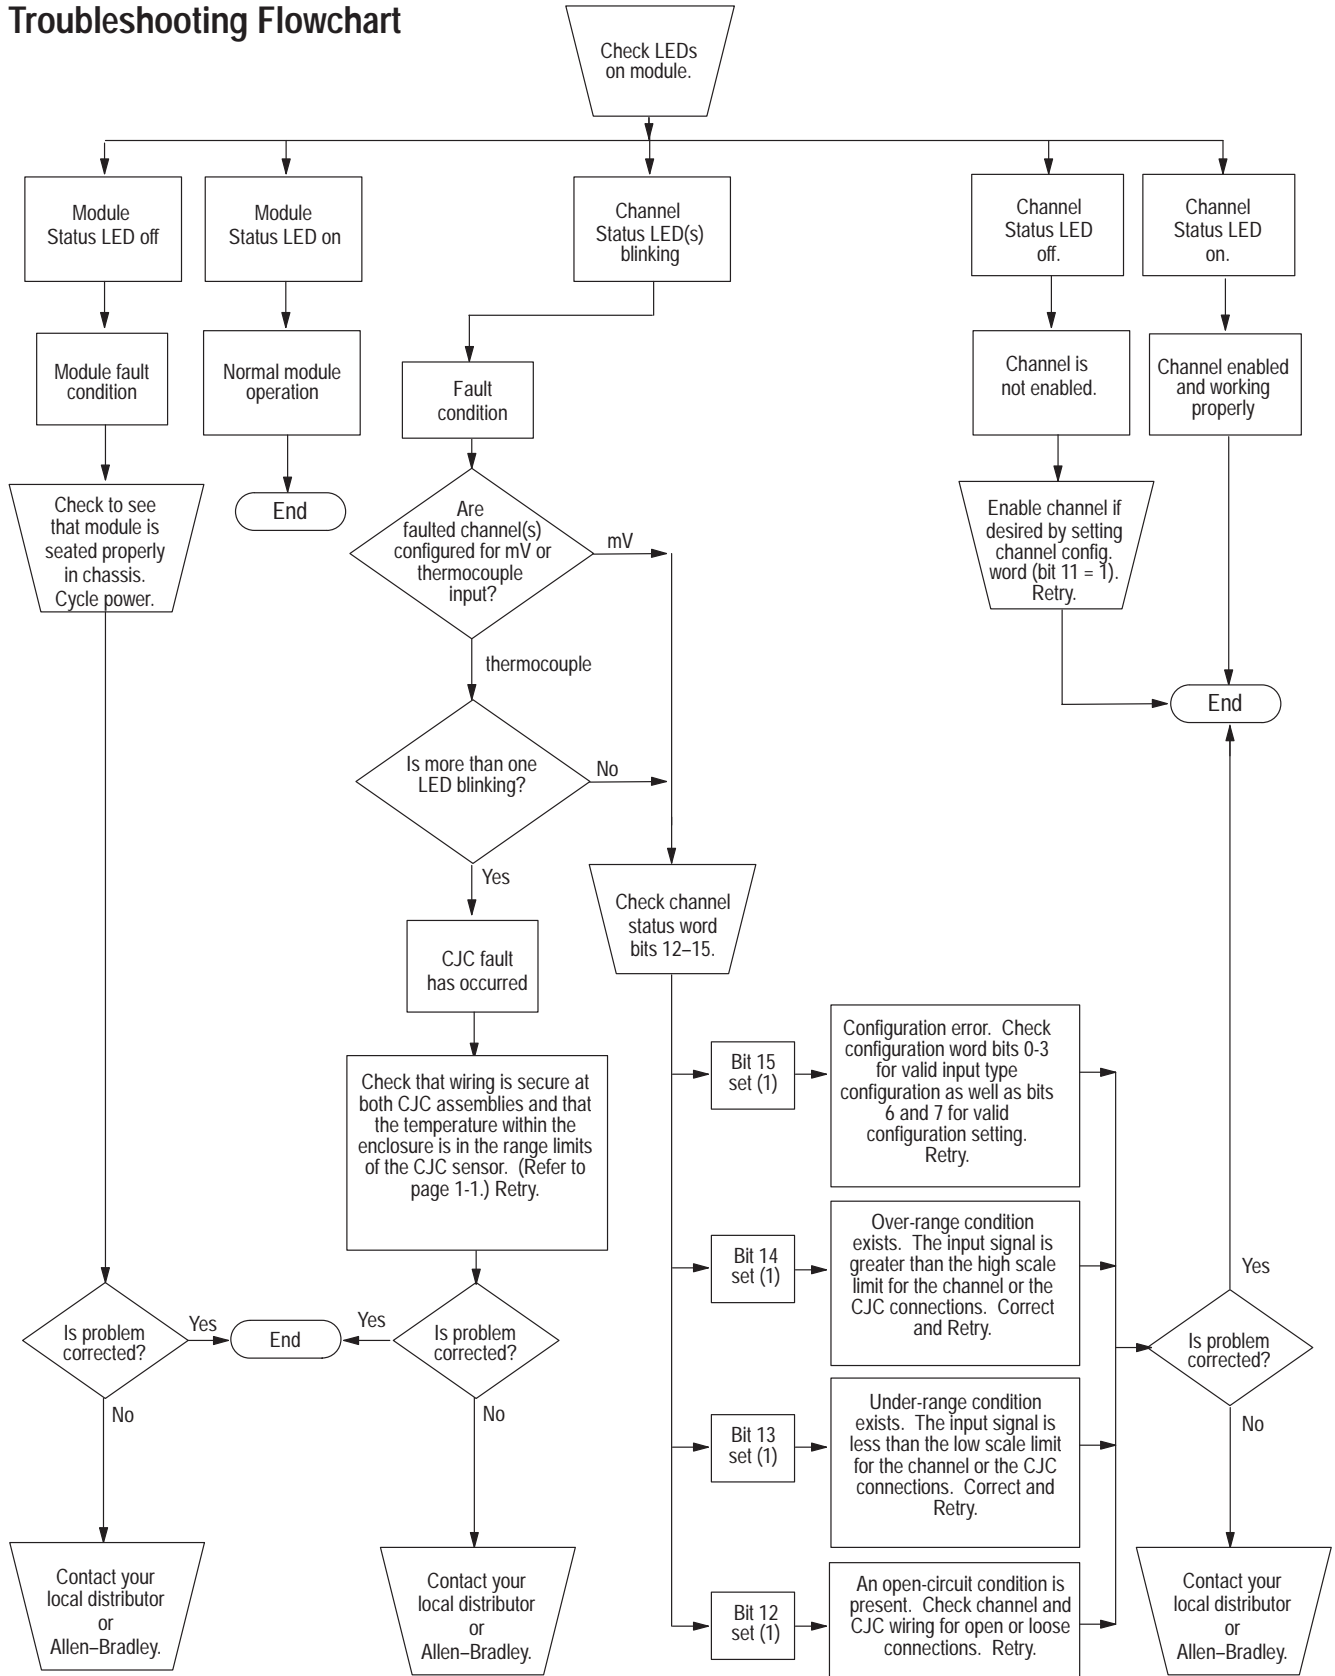 Troubleshooting Flowchart
Check LEDs
on module.
Module
Status LED off
Module
Status LED on
Channel
Status LED(s)
blinking
Channel
Status LED
off.
Channel
Status LED
on.
Module fault
condition
Normal module
operation
Fault
condition
Channel is
not enabled.
Channel enabled
and working
properly
Check to see
that module is
seated properly
in chassis.
Cycle power.
End
Are
faulted channel(s)
configured for mV or
thermocouple
input?
mV
Enable channel if
desired by setting
channel config.
word (bit 11 = 1).
Retry.
thermocouple
End
Is more than one
LED blinking?
No
Yes
Check channel
status word
bits 12–15.
CJC fault
has occurred
Check that wiring is secure at
both CJC assemblies and that
the temperature within the
enclosure is in the range limits
of the CJC sensor. (Refer to
page 1-1.) Retry.
Bit 15
set (1)
Configuration error. Check
configuration word bits 0-3
for valid input type
configuration as well as bits
6 and 7 for valid
configuration setting.
Retry.
Bit 14
set (1)
Over-range condition
exists. The input signal is
greater than the high scale
limit for the channel or the
CJC connections. Correct
and Retry.
Yes
Is problem
corrected?
Yes
End
Yes
Is problem
corrected?
Is problem
corrected?
No
No
No
Bit 13
set (1)
Under-range condition
exists. The input signal is
less than the low scale limit
for the channel or the CJC
connections. Correct and
Retry.
Contact your
local distributor
or
Allen–Bradley.
Contact your
local distributor
or
Allen–Bradley.
Bit 12
set (1)
An open-circuit condition is
present. Check channel and
CJC wiring for open or loose
connections. Retry.
Contact your
local distributor
or
Allen–Bradley.